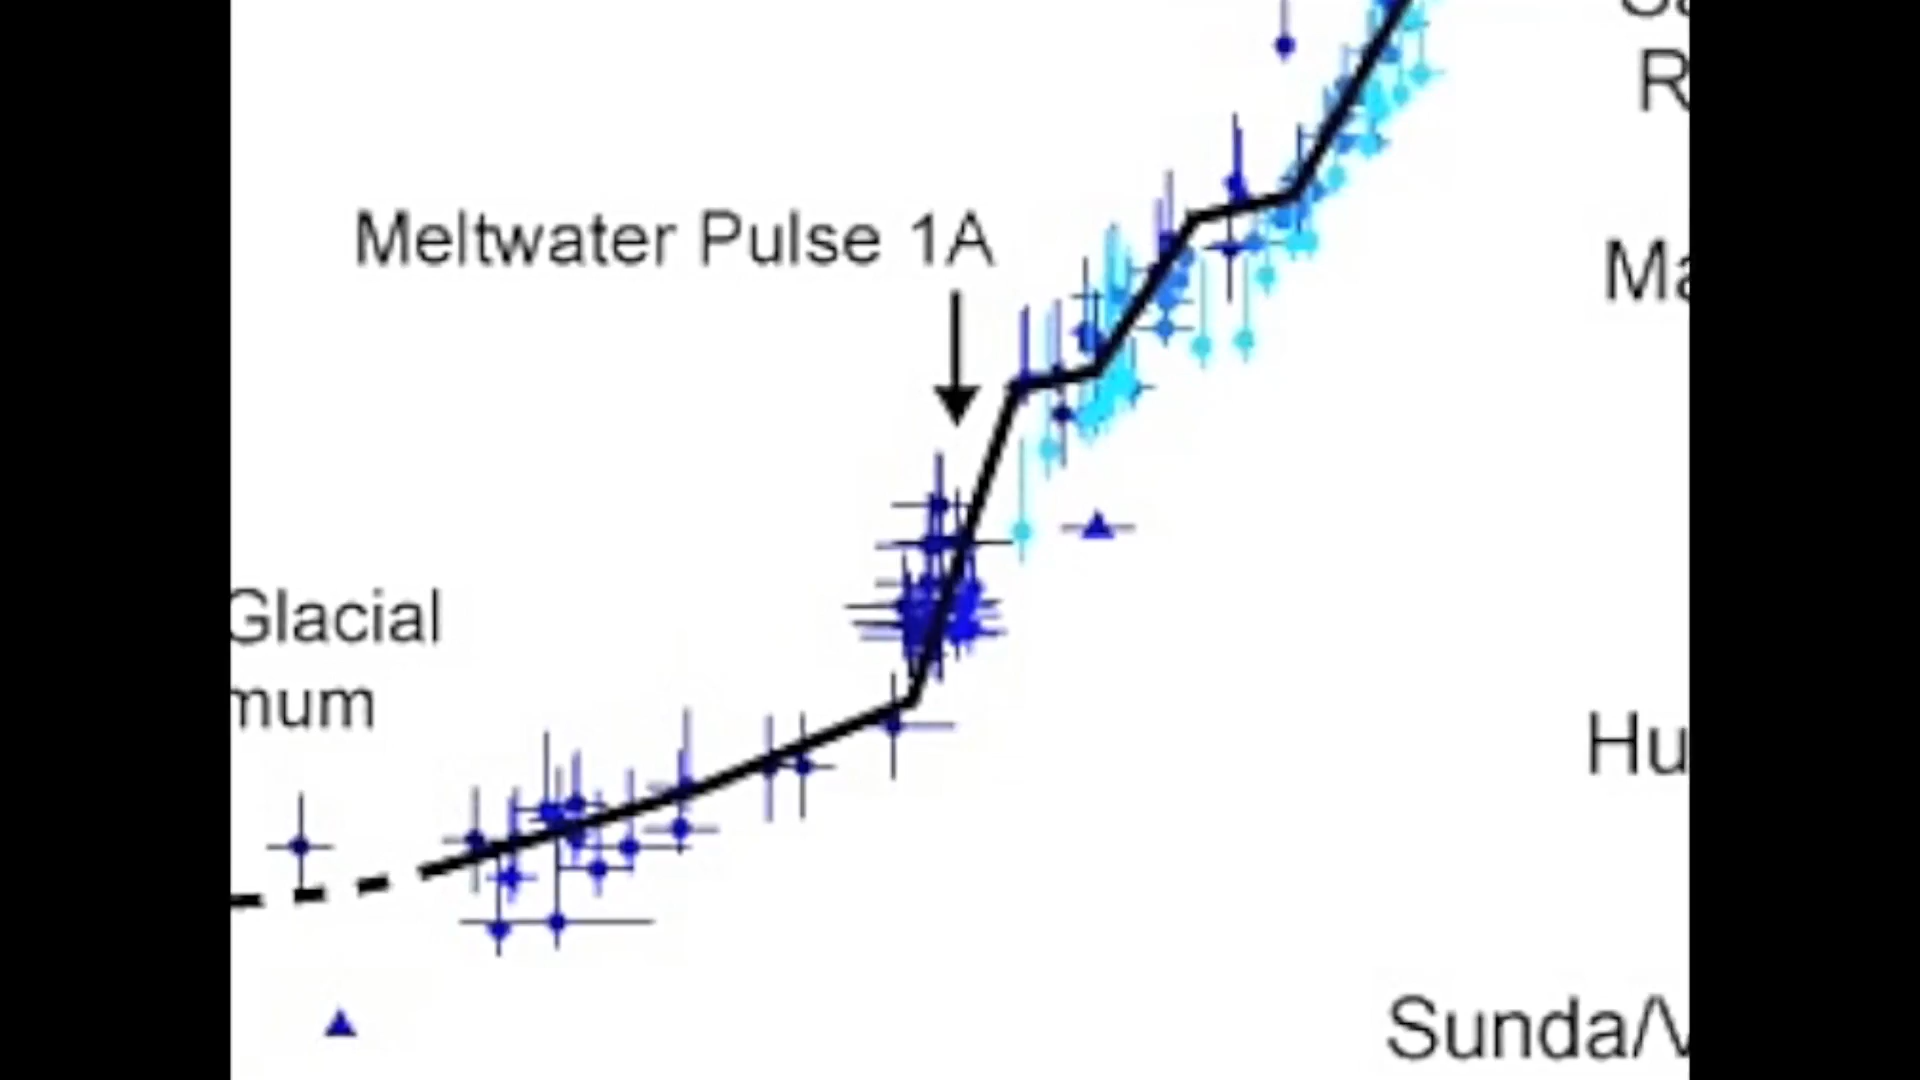 R
Meltwater Pulse 1A
Ma
Glacial
mum
Hu
Sunda/V